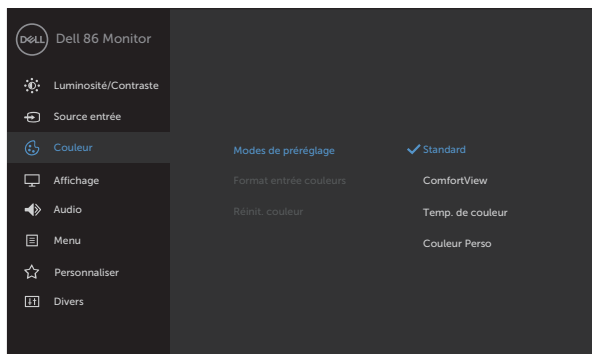 DELL Dell 86 Monitor
Luminosité/Contraste
Source entrée
Couleur
Modes de préréglage
Standard
Affichage
Format entrée couleurs
ComfortView
Audio
Réinit. couleur
Temp. de couleur
Menu
Couleur Perso
Personnaliser
Divers